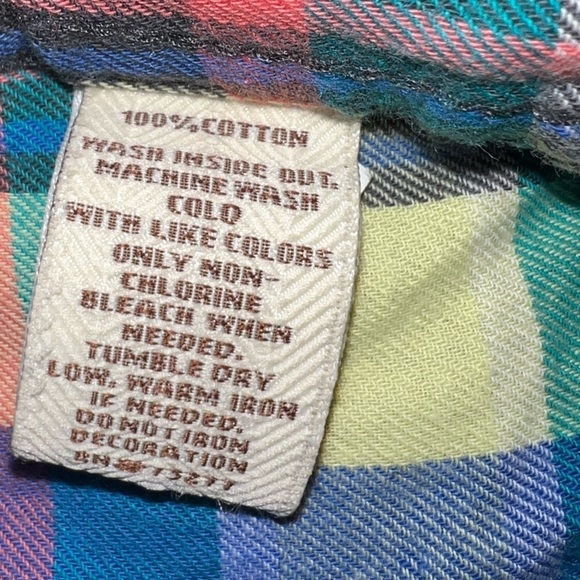 100% COTTON
WASH INSIDE OUT.
MACHINE WASH
COLD
WITH LIKE COLORS
ONLY NON-
CHLORINE
BLEACH WHEN
NEEDED.
TUMBLE DRY
LOW. WARM IRON
IF NEEDED.
DO NOT IRON
DECORATION
73277